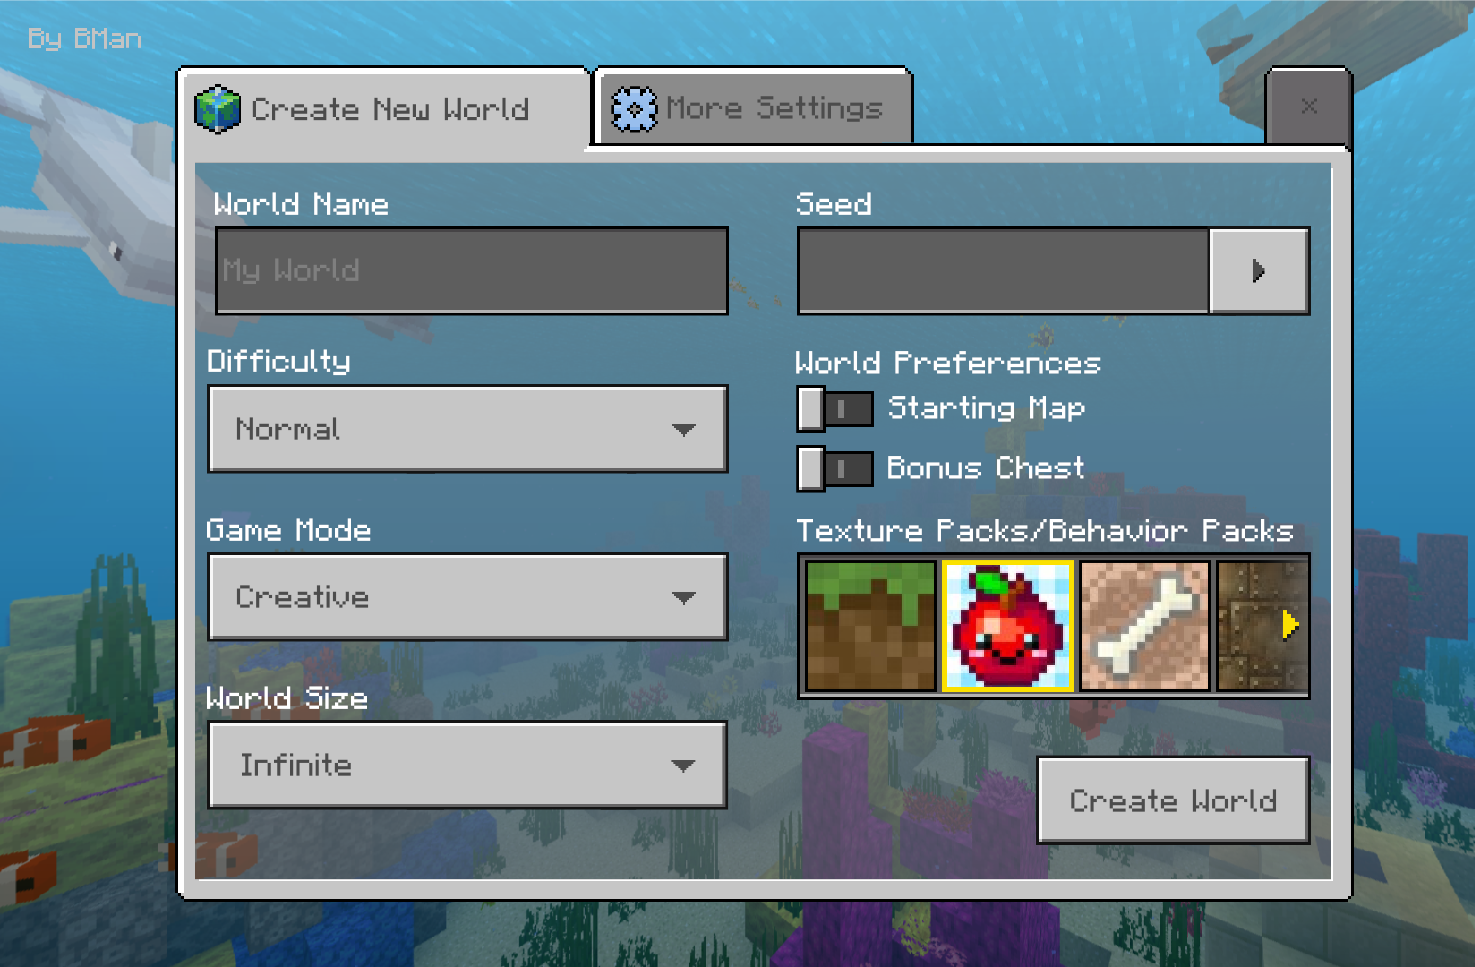 By BMan
Create New World
More Settings
×
World Name
My World
Seed
Difficulty
Normal
World Preferences
Starting Map
Bonus Chest
Game Mode
Creative
Texture Packs/Behavior Packs
World Size
Infinite
Create World